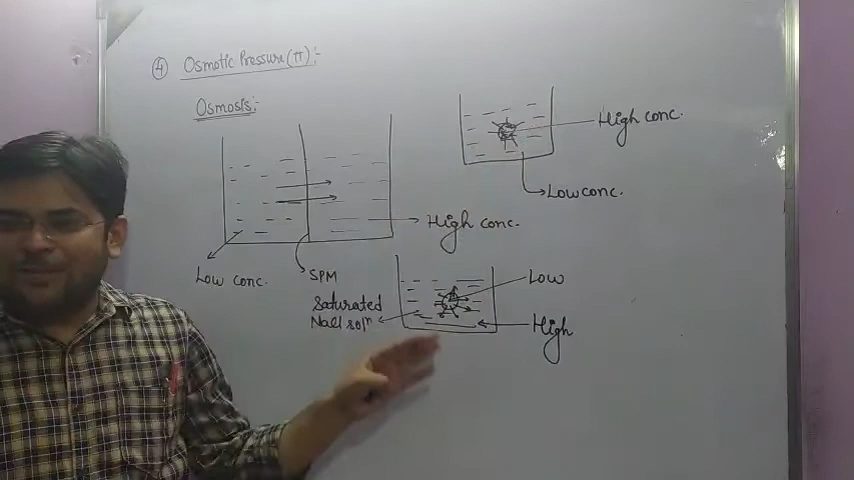 ④ Osmotic Pressure(π):-
Osmosis:-
High conc.
Low conc.
High conc.
Low conc.
SPM
Low
Saturated
NaCl solⁿ
High